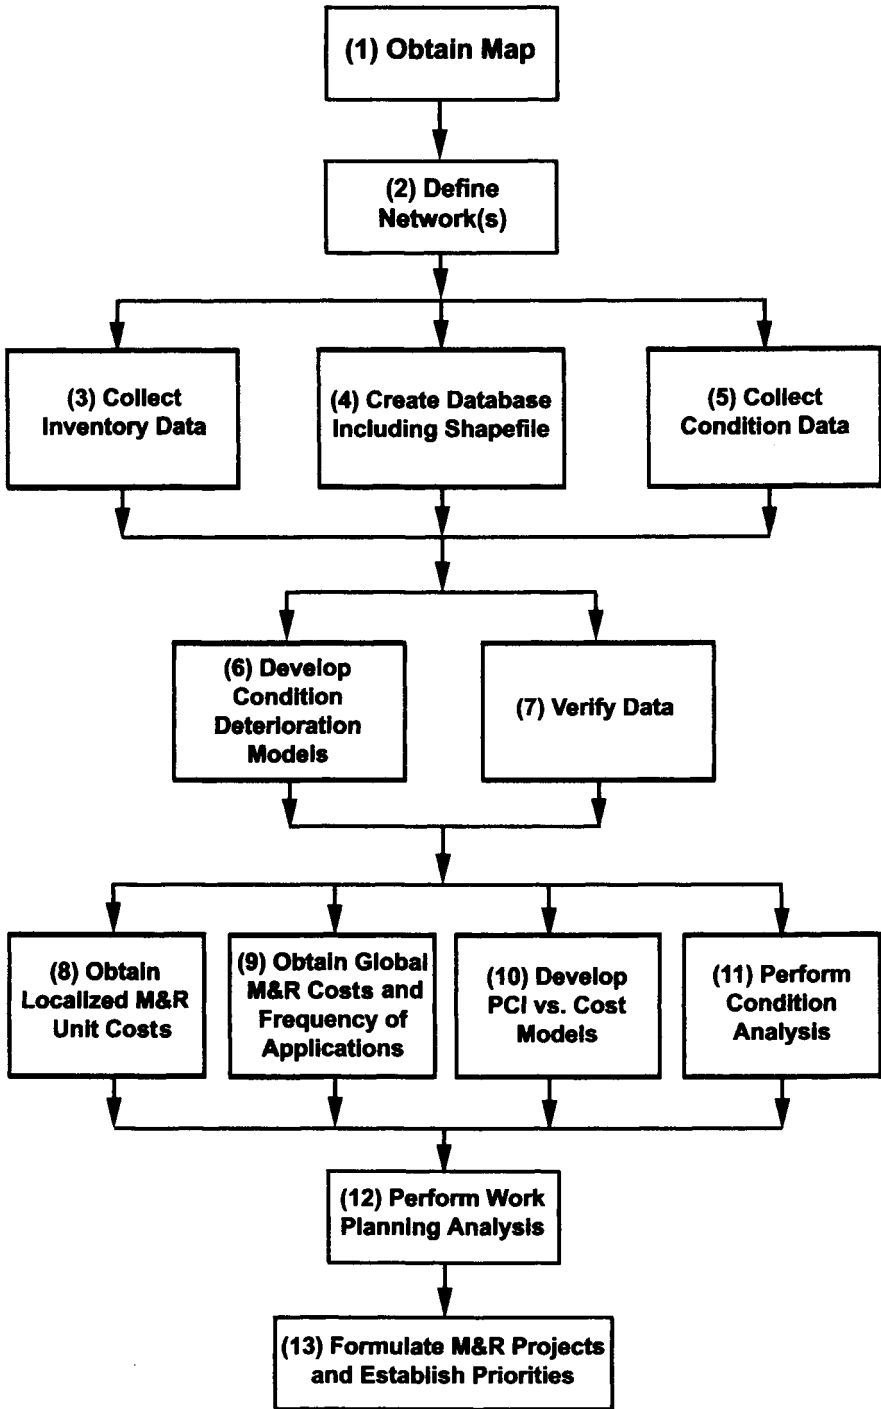 (1) Obtain Map
(2) Define
Network(s)
(3) Collect
Inventory Data
(4) Create Database
Including Shapefile
(5) Collect
Condition Data
(6) Develop
Condition
Deterioration
Models
(7) Verify Data
(8) Obtain
Localized M&R
Unit Costs
(9) Obtain Global
M&R Costs and
Frequency of
Applications
(10) Develop
PCI vs. Cost
Models
(11) Perform
Condition
Analysis
(12) Perform Work
Planning Analysis
(13) Formulate M&R Projects
and Establish Priorities